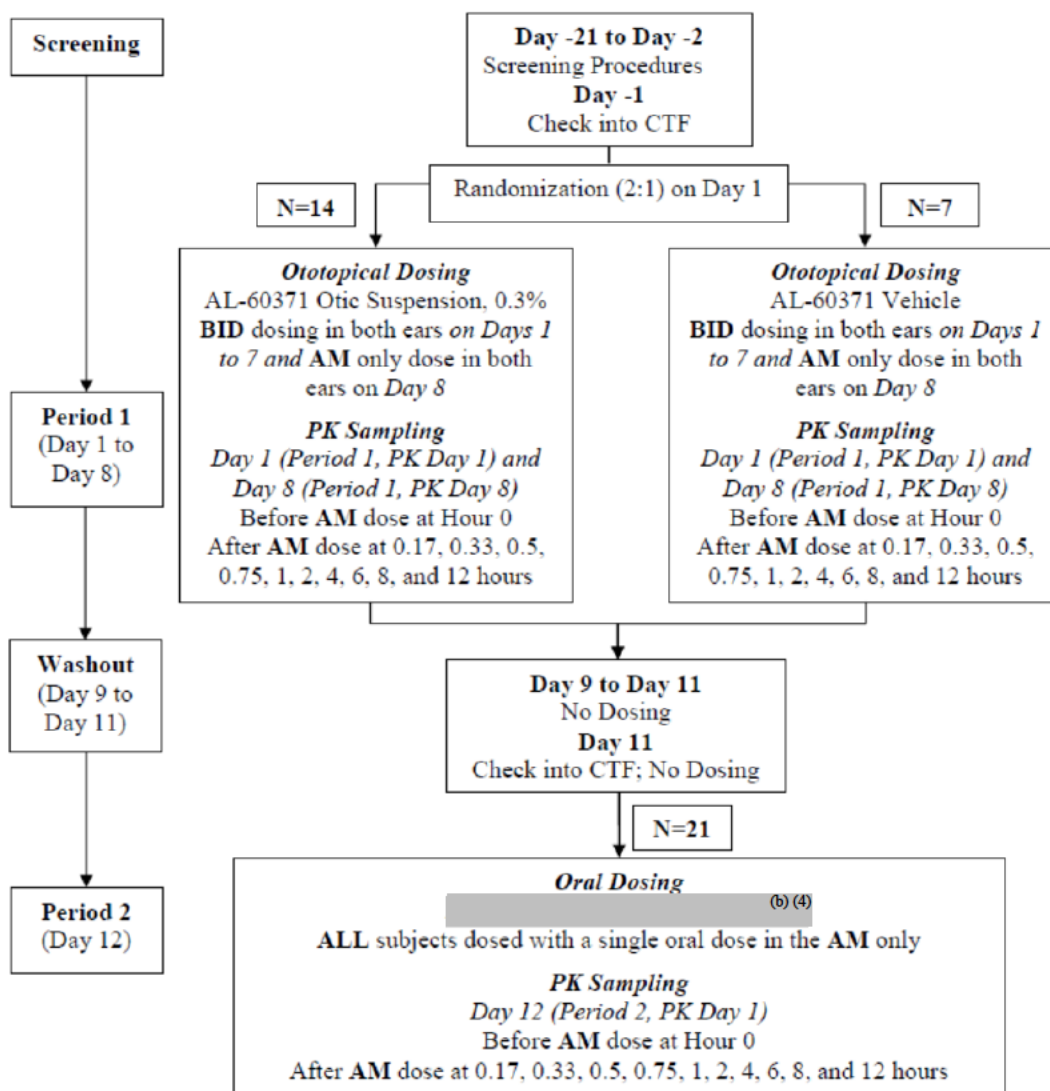 Screening
Day -21 to Day -2
Screening Procedures
Day -1
Check into CTF
Randomization (2:1) on Day 1
N=14
N=7
Ototopical Dosing
AL-60371 Otic Suspension, 0.3%
BID dosing in both ears on Days 1
to 7 and AM only dose in both
ears on Day 8
PK Sampling
Day 1 (Period 1, PK Day 1) and
Day 8 (Period 1, PK Day 8)
Before AM dose at Hour 0
After AM dose at 0.17, 0.33, 0.5,
0.75, 1, 2, 4, 6, 8, and 12 hours
Ototopical Dosing
AL-60371 Vehicle
BID dosing in both ears on Days 1
to 7 and AM only dose in both
ears on Day 8
PK Sampling
Day 1 (Period 1, PK Day 1) and
Day 8 (Period 1, PK Day 8)
Before AM dose at Hour 0
After AM dose at 0.17, 0.33, 0.5,
0.75, 1, 2, 4, 6, 8, and 12 hours
Period 1
(Day 1 to
Day 8)
Washout
(Day 9 to
Day 11)
Day 9 to Day 11
No Dosing
Day 11
Check into CTF; No Dosing
N=21
Period 2
(Day 12)
Oral Dosing
(b) (4)
ALL subjects dosed with a single oral dose in the AM only
PK Sampling
Day 12 (Period 2, PK Day 1)
Before AM dose at Hour 0
After AM dose at 0.17, 0.33, 0.5, 0.75, 1, 2, 4, 6, 8, and 12 hours